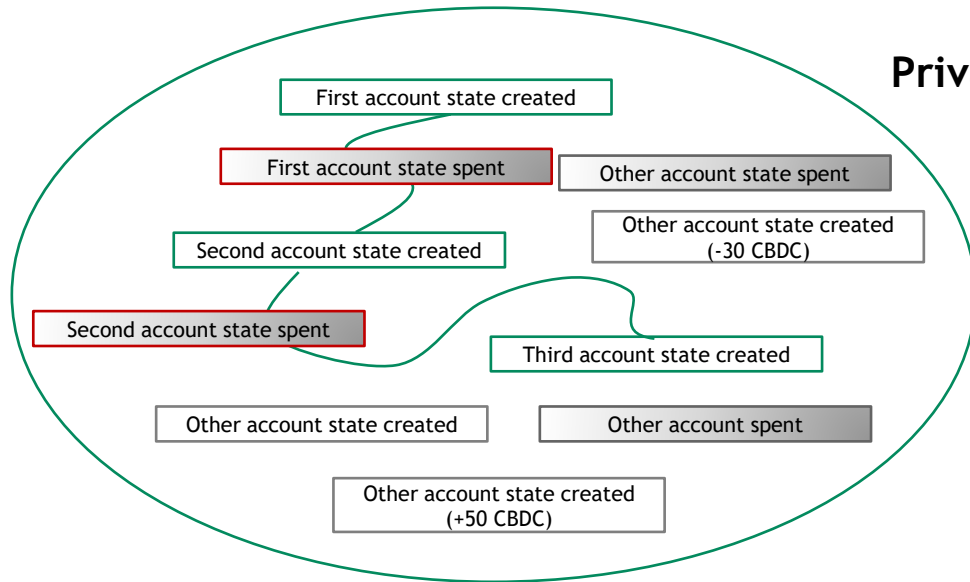 Priv
First account state created
First account state spent
Other account state spent
Other account state created
(-30 CBDC)
Second account state created
Second account state spent
Third account state created
Other account state created
Other account spent
Other account state created
(+50 CBDC)